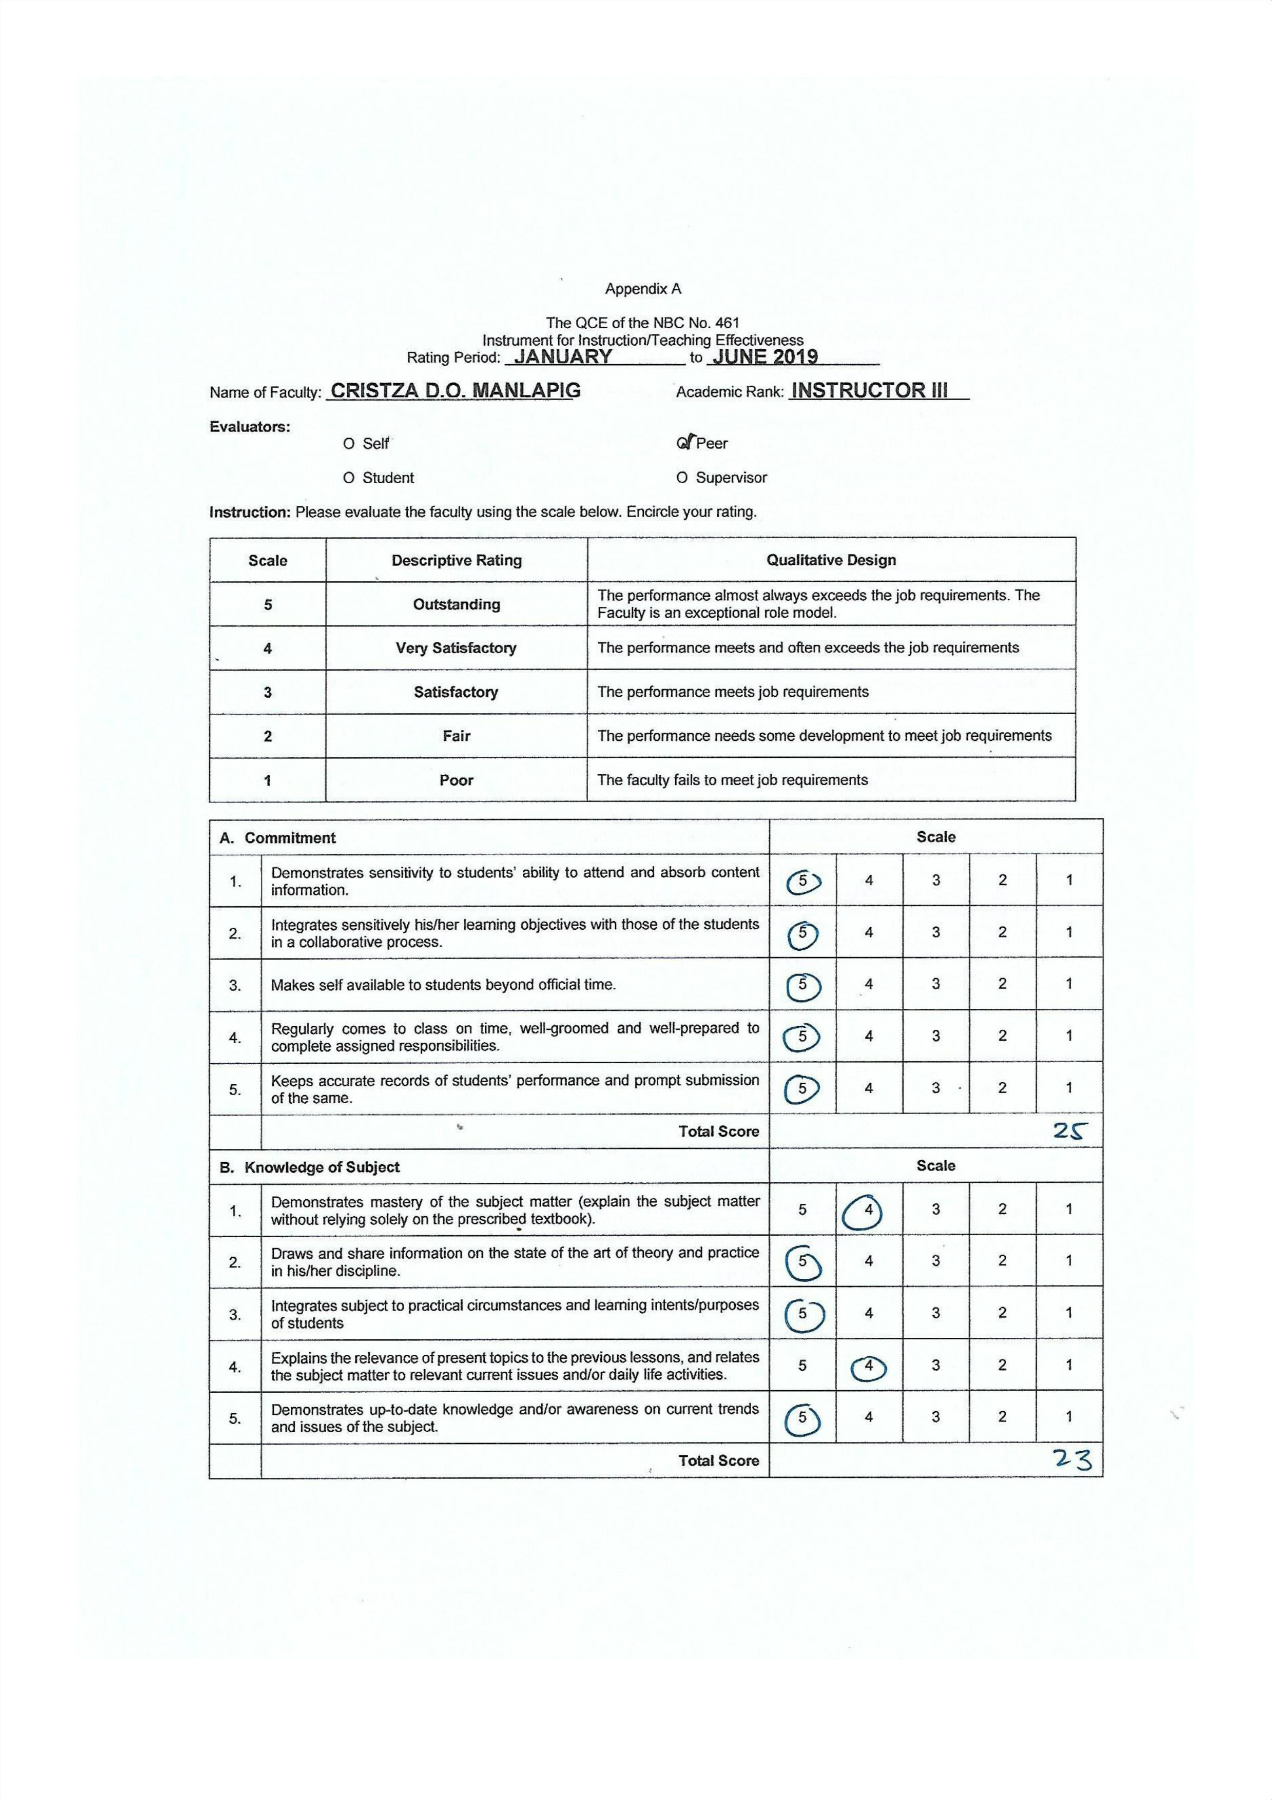 Appendix A
The QCE of the NBC No. 461
Instrument for Instruction/Teaching Effectiveness
Rating Period: JANUARY to JUNE 2019
Name of Faculty: CRISTZA D.O. MANLAPIG Academic Rank: INSTRUCTOR III
Evaluators:
O Self O Peer
O Student O Supervisor
Instruction: Please evaluate the faculty using the scale below. Encircle your rating.
Scale Descriptive Rating Qualitative Design
5 Outstanding The performance almost always exceeds the job requirements. The
Faculty is an exceptional role model.
4 Very Satisfactory The performance meets and often exceeds the job requirements
3 Satisfactory The performance meets job requirements
2 Fair The performance needs some development to meet job requirements
1 Poor The faculty fails to meet job requirements
A. Commitment Scale
1. Demonstrates sensitivity to students' ability to attend and absorb content
information. 5 4 3 2 1
2. Integrates sensitively his/her learning objectives with those of the students
in a collaborative process. 5 4 3 2 1
3. Makes self available to students beyond official time. 5 4 3 2 1
4. Regularly comes to class on time, well-groomed and well-prepared to
complete assigned responsibilities. 5 4 3 2 1
5. Keeps accurate records of students' performance and prompt submission
of the same. 5 4 3 2 1
Total Score 25
B. Knowledge of Subject Scale
1. Demonstrates mastery of the subject matter (explain the subject matter
without relying solely on the prescribed textbook). 5 4 3 2 1
2. Draws and share information on the state of the art of theory and practice
in his/her discipline. 5 4 3 2 1
3. Integrates subject to practical circumstances and learning intents/purposes
of students 5 4 3 2 1
4. Explains the relevance of present topics to the previous lessons, and relates
the subject matter to relevant current issues and/or daily life activities. 5 4 3 2 1
5. Demonstrates up-to-date knowledge and/or awareness on current trends
and issues of the subject. 5 4 3 2 1
Total Score 23